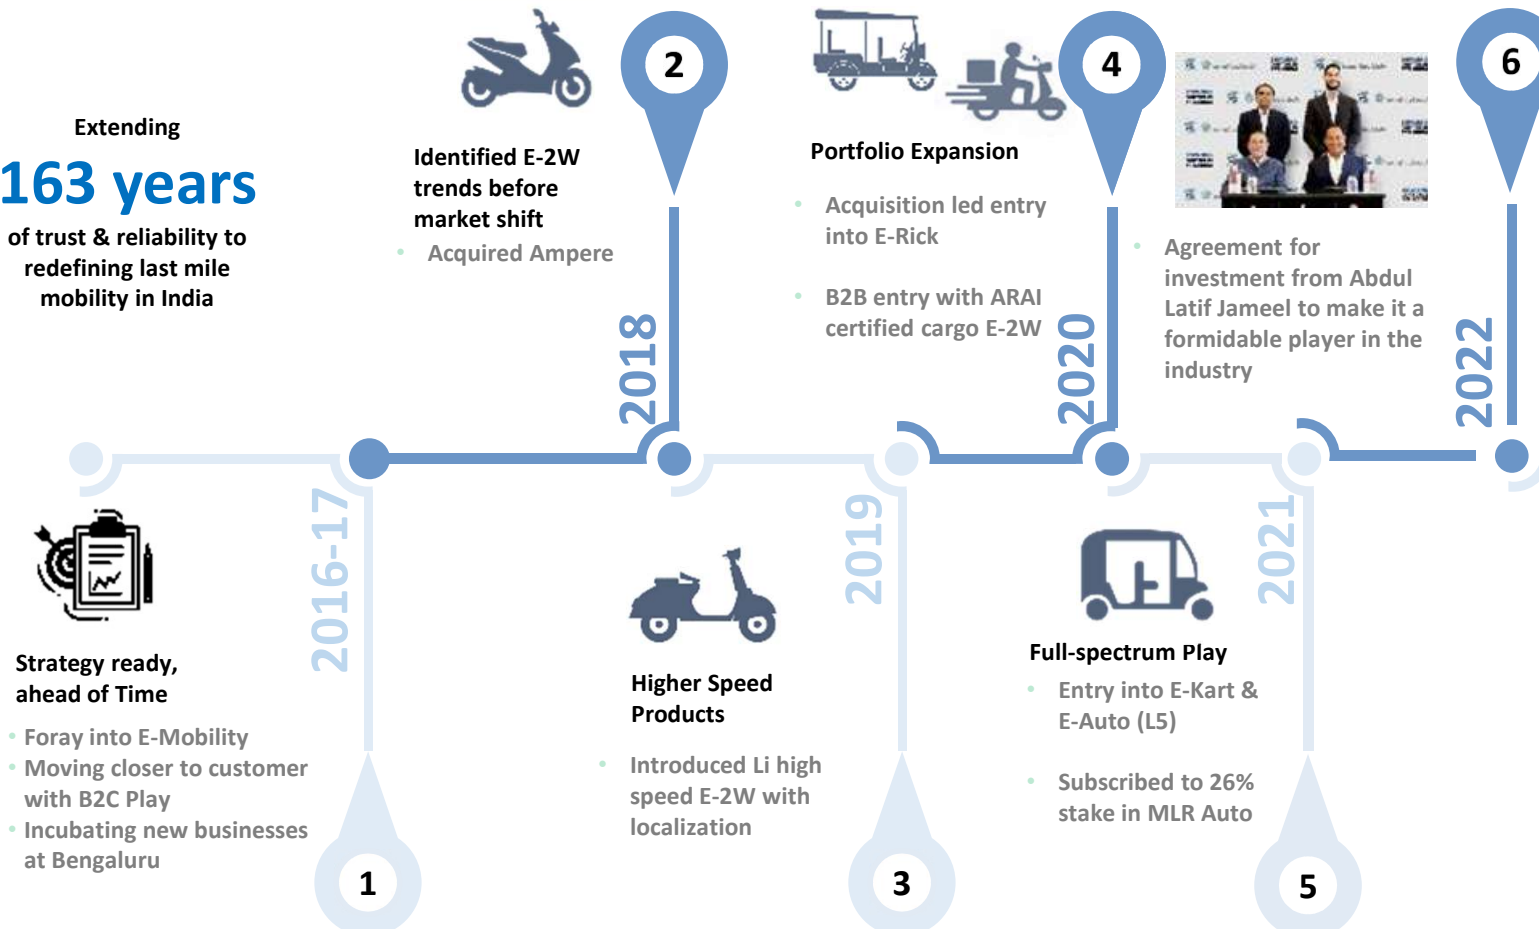 Extending
163 years
of trust & reliability to
redefining last mile
mobility in India
Strategy ready,
ahead of Time
• Foray into E-Mobility
• Moving closer to customer
with B2C Play
• Incubating new businesses
at Bengaluru
2016-17
1
2
Identified E-2W
trends before
market shift
• Acquired Ampere
2018
Higher Speed
Products
• Introduced Li high
speed E-2W with
localization
2019
3
4
Portfolio Expansion
• Acquisition led entry
into E-Rick
• B2B entry with ARAI
certified cargo E-2W
2020
Full-spectrum Play
• Entry into E-Kart &
E-Auto (L5)
• Subscribed to 26%
stake in MLR Auto
2021
5
6
• Agreement for
investment from Abdul
Latif Jameel to make it a
formidable player in the
industry
2022